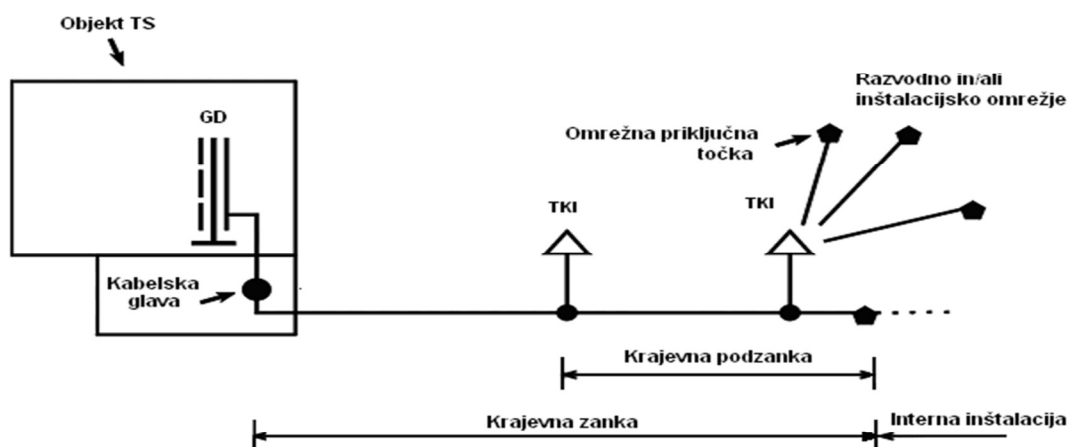 Objekt TS
GD
Kabelska
glava
TKI
TKI
Omrežna priključna
točka
Razvodno in/ali
inštalacijsko omrežje
Krajevna podzanka
Krajevna zanka
Interna inštalacija